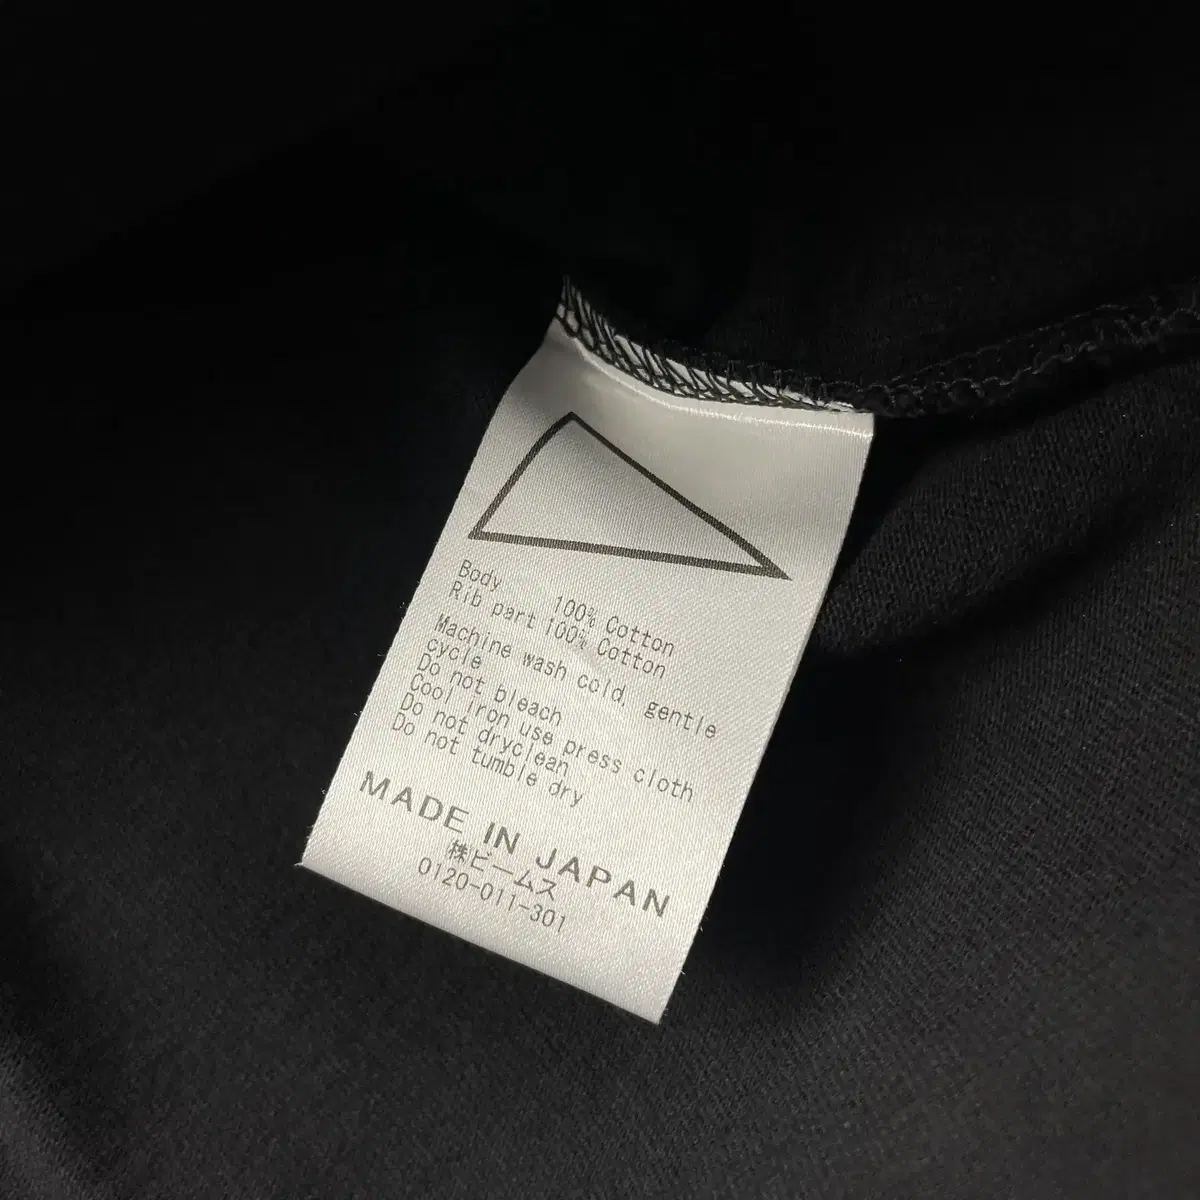 Body 100% Cotton
Rib part 100% Cotton
Machine wash cold, gentle
cycle
Do not bleach
Cool iron use press cloth
Do not dryclean
Do not tumble dry
MADE IN JAPAN
㈱ビームス
0120-011-301